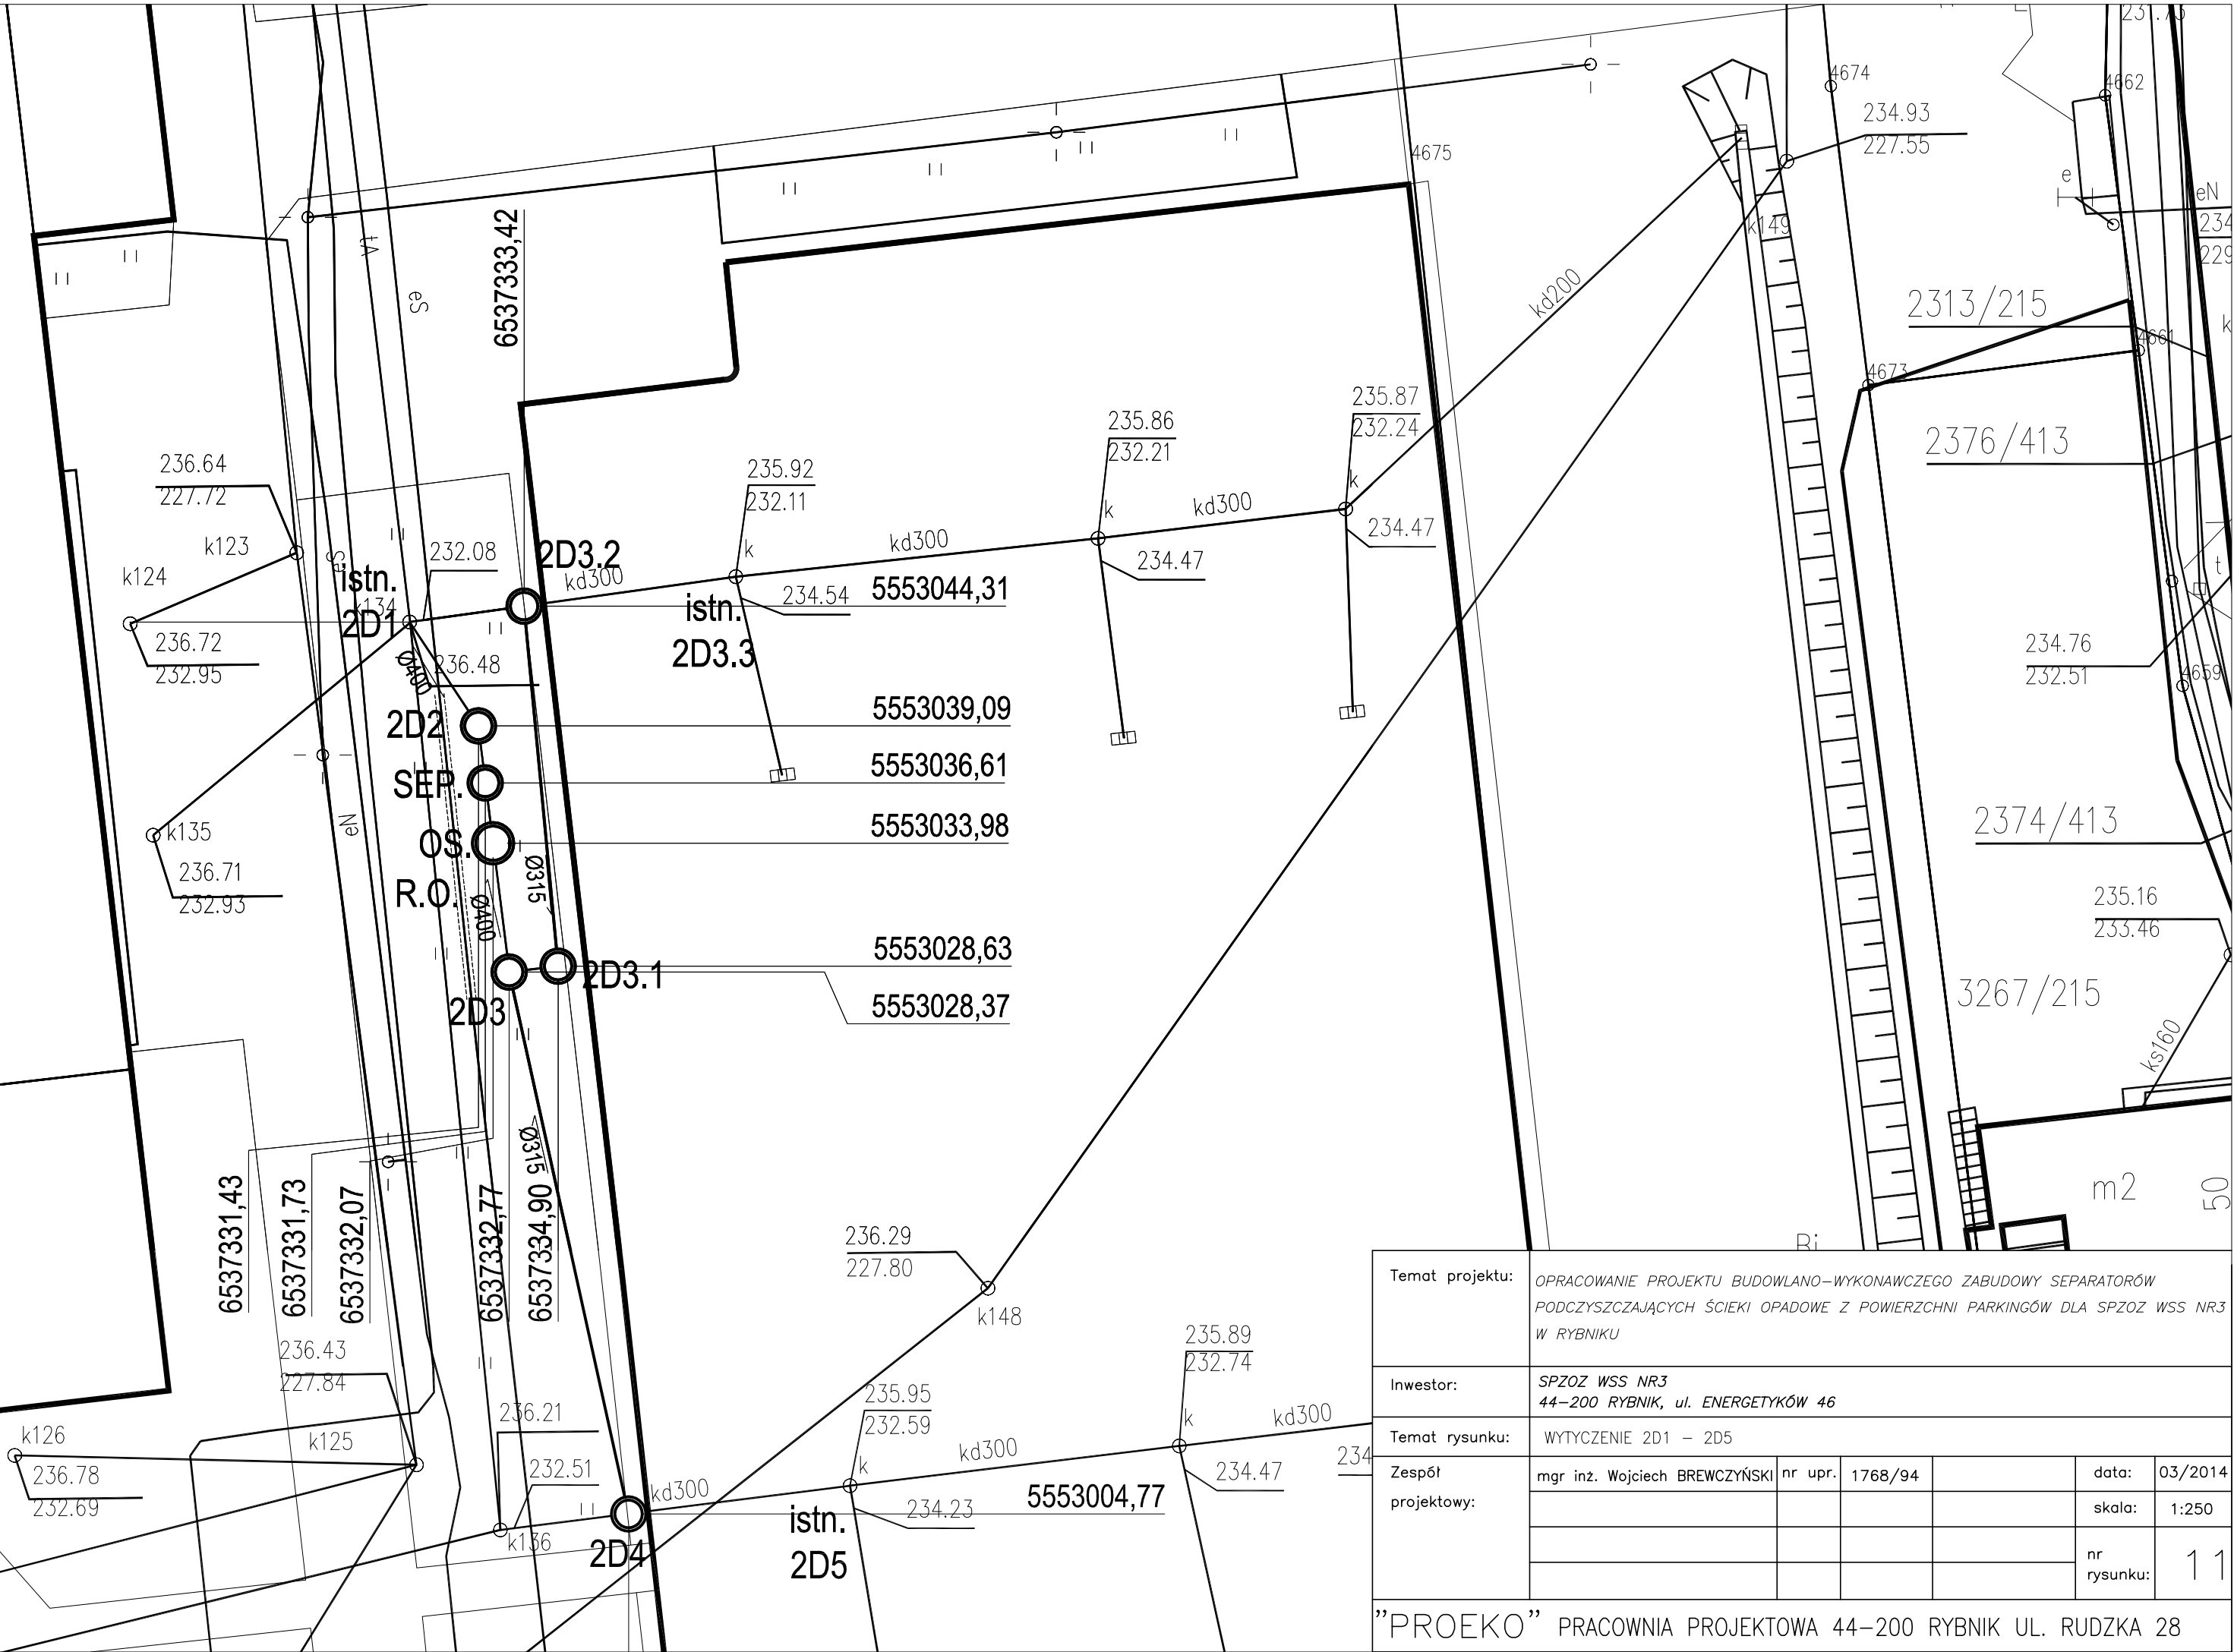 231.75
4674
4662
234.93
227.55
4675
e
eN
234
229
k149
tA
eS
6537333,42
kd200
2313/215
k
4661
4673
235.87
232.24
235.86
232.21
2376/413
236.64
227.72
235.92
232.11
k
k
k
kd300
kd300
234.47
234.47
k123
232.08
2D3.2
eS
k124
istn.
kd300
5553044,31
t
k134
istn.
234.54
2D1
2D3.3
236.72
232.95
Ø400
236.48
234.76
232.51
4659
2D2
5553039,09
SEP.
5553036,61
k135
eN
OS.
5553033,98
2374/413
236.71
232.93
R.O.
Ø400
Ø315
235.16
233.46
5553028,63
2D3.1
2D3
5553028,37
3267/215
ks160
Ø315
6537331,43
6537331,73
6537332,07
6537332,77
6537334,90
m2
50
236.29
227.80
Bi
k148
236.43
227.84
235.89
232.74
235.95
232.59
k
kd300
236.21
k126
k125
kd300
k
236.78
232.69
232.51
234.47
234
kd300
234.23
5553004,77
istn.
k136
2D4
2D5
Temat projektu:
OPRACOWANIE PROJEKTU BUDOWLANO-WYKONAWCZEGO ZABUDOWY SEPARATORÓW
PODCZYSZCZAJĄCYCH ŚCIEKI OPADOWE Z POWIERZCHNI PARKINGÓW DLA SPZOZ WSS NR3
W RYBNIKU
Inwestor:
SPZOZ WSS NR3
44-200 RYBNIK, ul. ENERGETYKÓW 46
Temat rysunku: WYTYCZENIE 2D1 - 2D5
Zespół
projektowy:
mgr inż. Wojciech BREWCZYŃSKI nr upr. 1768/94 data: 03/2014
skala: 1:250
nr
rysunku: 11
"PROEKO" PRACOWNIA PROJEKTOWA 44-200 RYBNIK UL. RUDZKA 28